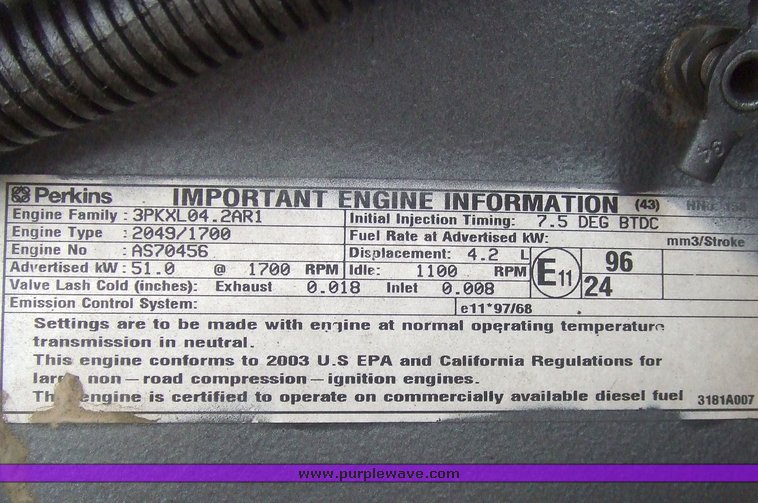 Perkins IMPORTANT ENGINE INFORMATION (43)
Engine Family : 3PKXL04.2AR1
Initial Injection Timing: 7.5 DEG BTDC
Engine Type : 2049/1700
Fuel Rate at Advertised kW: mm3/Stroke
Engine No : AS70456
Displacement: 4.2 L
Advertised kW : 51.0 @ 1700 RPM
Idle: 1100 RPM
E11
96
24
Valve Lash Cold (inches): Exhaust 0.018 Inlet 0.008
Emission Control System:
e11*97/68
Settings are to be made with engine at normal operating temperature
transmission in neutral.
This engine conforms to 2003 U.S EPA and California Regulations for
large non-road compression-ignition engines.
The engine is certified to operate on commercially available diesel fuel
3181A007
www.purplewave.com